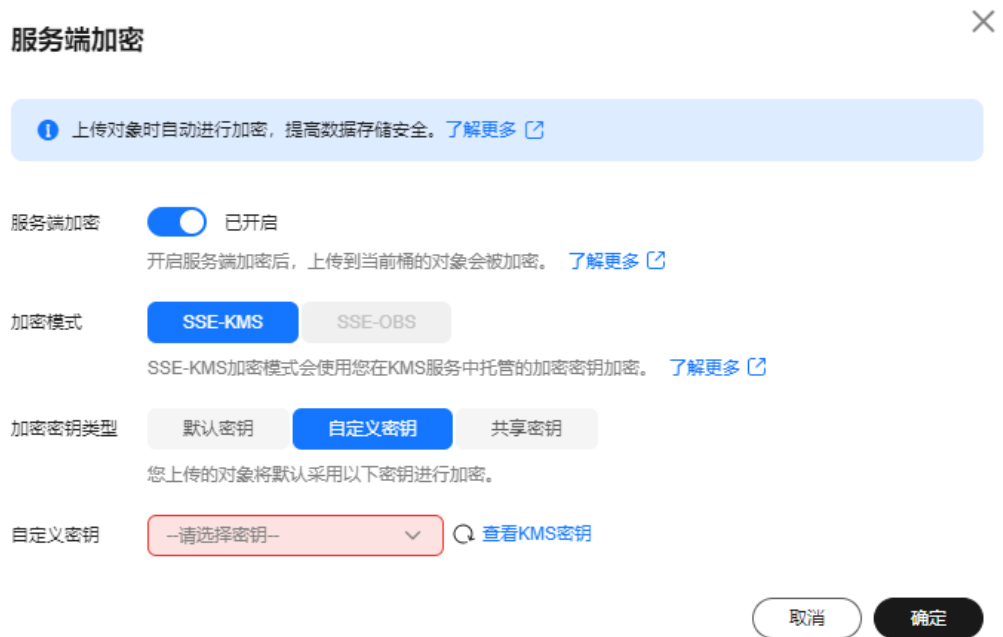 服务端加密
上传对象时自动进行加密，提高数据存储安全。了解更多
服务端加密 已开启
开启服务端加密后，上传到当前桶的对象会被加密。 了解更多
加密模式 SSE-KMS SSE-OBS
SSE-KMS加密模式会使用您在KMS服务中托管的加密密钥加密。 了解更多
加密密钥类型 默认密钥 自定义密钥 共享密钥
您上传的对象将默认采用以下密钥进行加密。
自定义密钥 --请选择密钥-- 查看KMS密钥
取消 确定